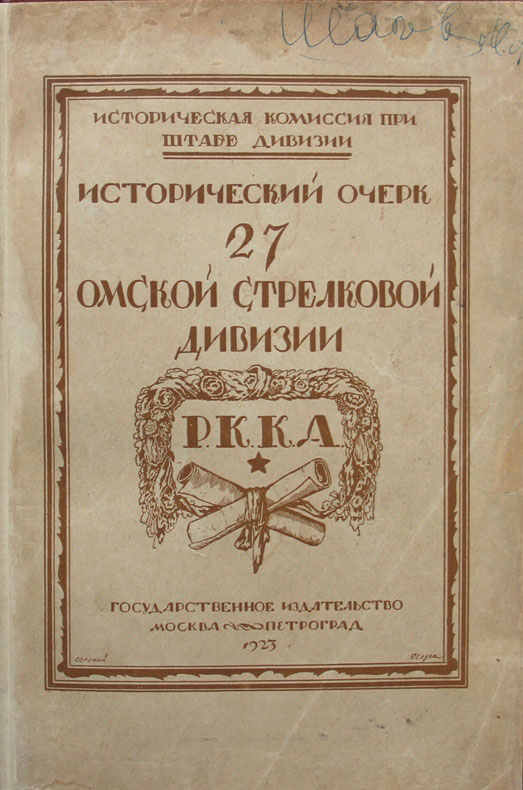 ИСТОРИЧЕСКАЯ КОМИССИЯ ПРИ
ШТАБЕ ДИВИЗИИ
ИСТОРИЧЕСКИЙ ОЧЕРК
27
ОМСКОЙ СТРЕЛКОВОЙ
ДИВИЗИИ
Р.К.К.А.
ГОСУДАРСТВЕННОЕ ИЗДАТЕЛЬСТВО
МОСКВА ПЕТРОГРАД
1923